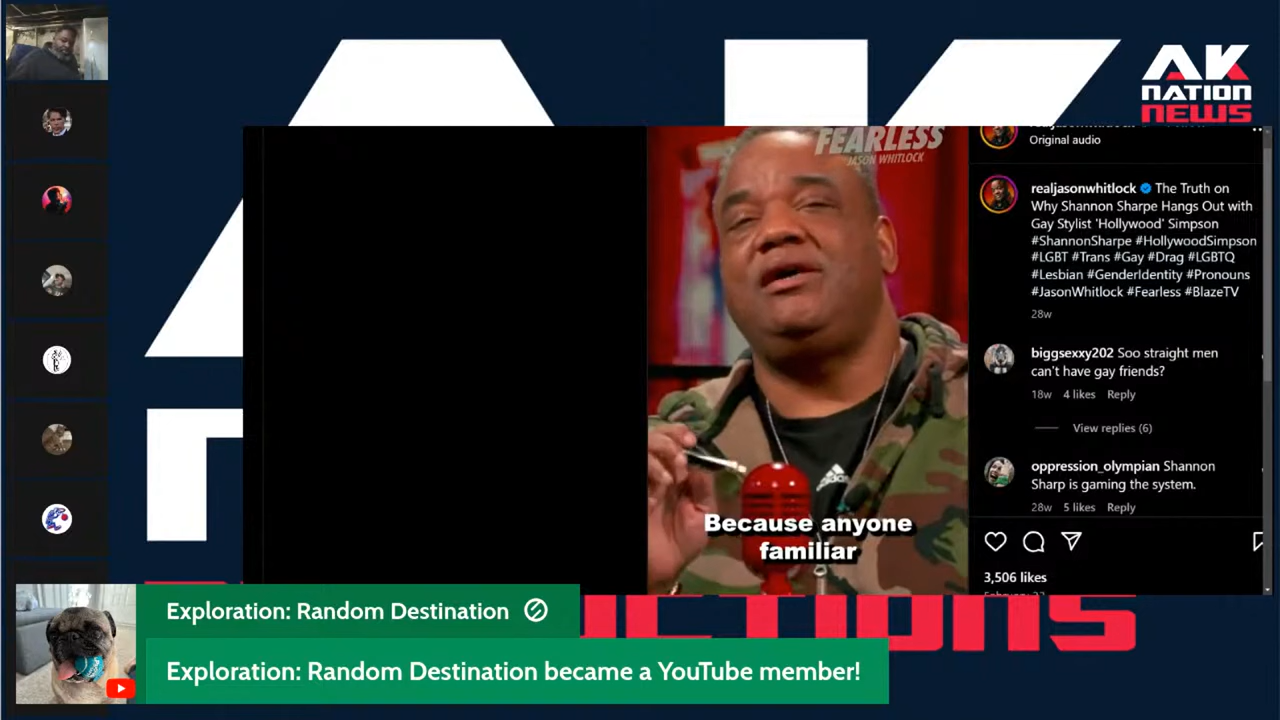 AK
NATION
NEWS
FEARLESS
JASON WHITLOCK
Original audio
realjasonwhitlock The Truth on
Why Shannon Sharpe Hangs Out with
Gay Stylist 'Hollywood' Simpson
#ShannonSharpe #HollywoodSimpson
#LGBT #Trans #Gay #Drag #LGBTQ
#Lesbian #GenderIdentity #Pronouns
#JasonWhitlock #Fearless #BlazeTV
28w
biggsexxy202 Soo straight men
can't have gay friends?
18w 4 likes Reply
View replies (6)
oppression_olympian Shannon
Sharp is gaming the system.
28w 5 likes Reply
Because anyone
familiar
3,506 likes
Exploration: Random Destination
Exploration: Random Destination became a YouTube member!